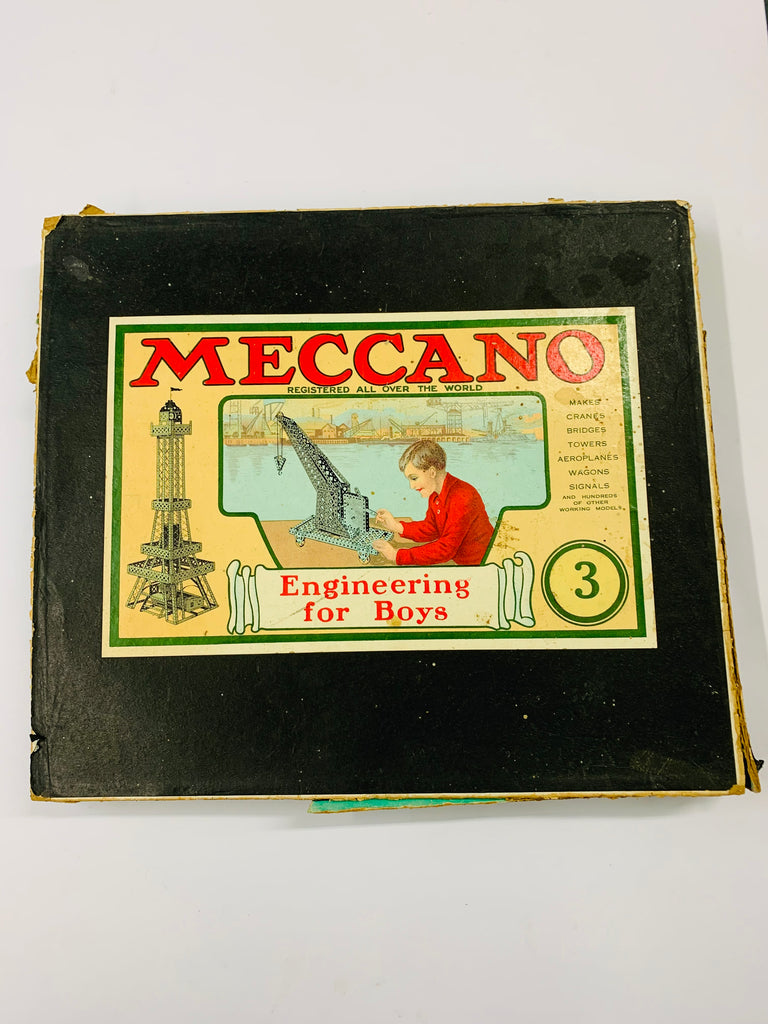 MECCANO
REGISTERED ALL OVER THE WORLD
MAKES
CRANES
BRIDGES
TOWERS
AEROPLANES
WAGONS
SIGNALS
AND HUNDREDS
OF OTHER
WORKING MODELS
Engineering
for Boys
3